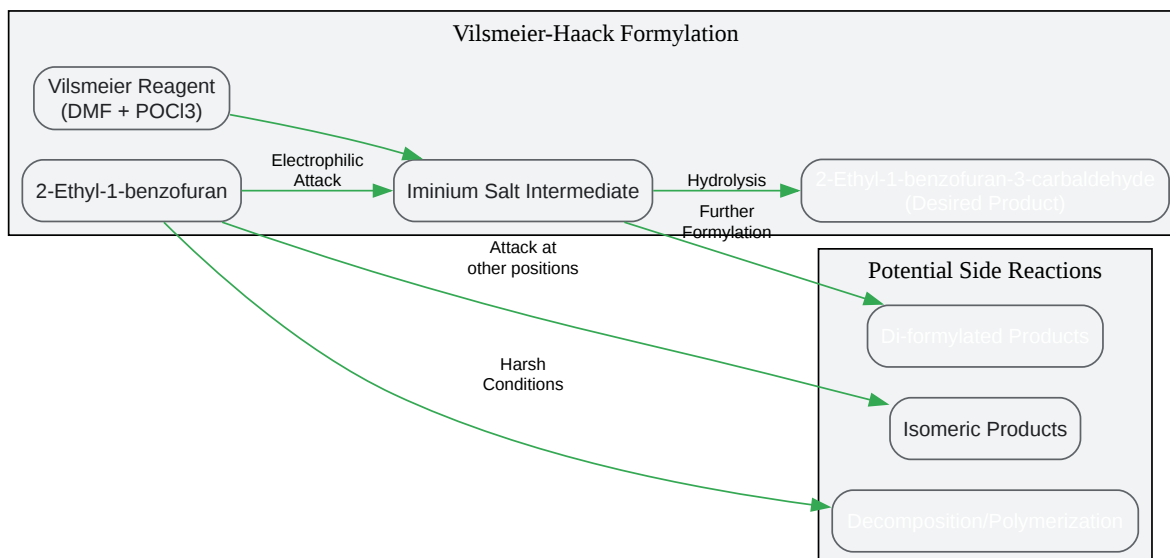 Vilsmeier-Haack Formylation
Vilsmeier Reagent
(DMF + POCl3)
2-Ethyl-1-benzofuran
Electrophilic
Attack
Iminium Salt Intermediate
Hydrolysis
2-Ethyl-1-benzofuran-3-carbaldehyde
(Desired Product)
Further
Formylation
Attack at
other positions
Harsh
Conditions
Potential Side Reactions
Di-formylated Products
Isomeric Products
Decomposition/Polymerization